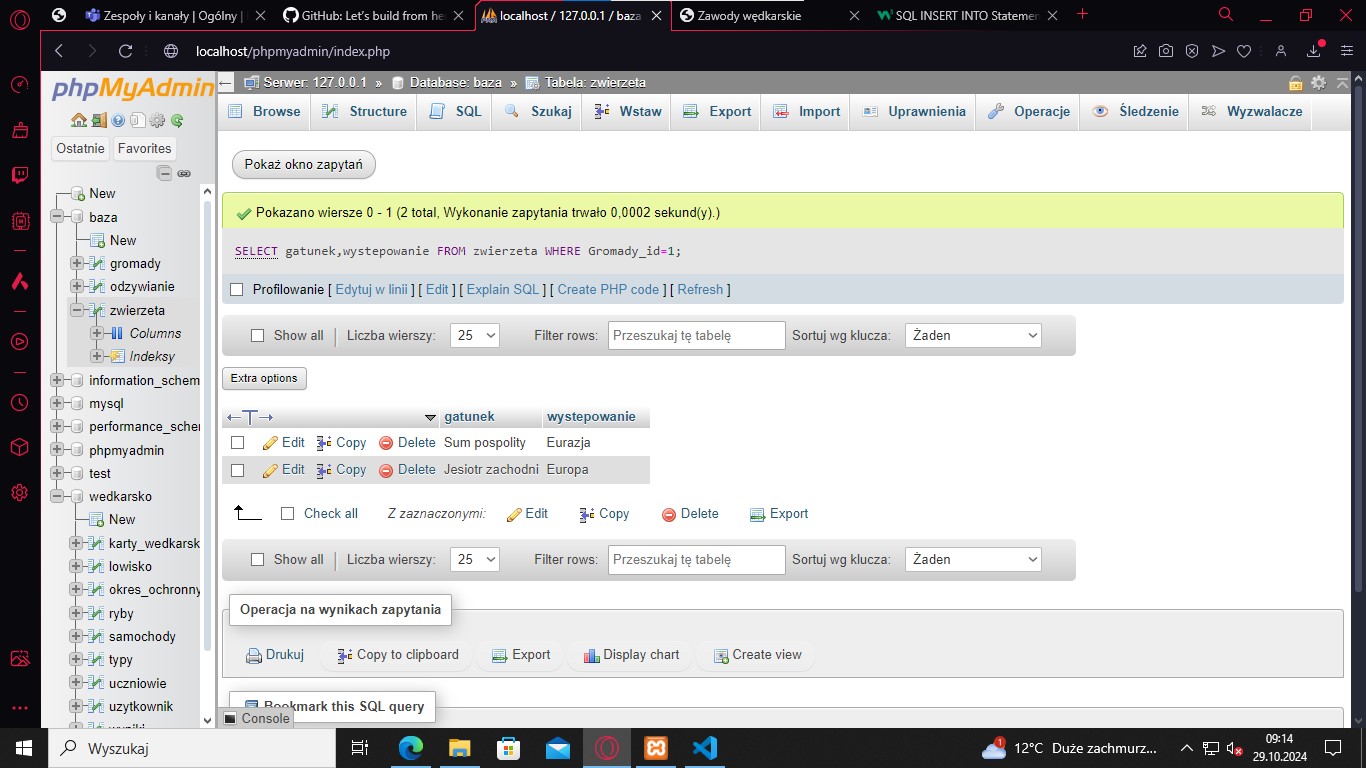 Zespoły i kanały | Ogólny |
GitHub: Let's build from he
localhost / 127.0.0.1 / baza
Zawody wędkarskie
SQL INSERT INTO Statemen
localhost/phpmyadmin/index.php
phpMyAdmin
Ostatnie
Favorites
New
baza
New
gromady
odzywianie
zwierzeta
Columns
Indeksy
information_schem
mysql
performance_scher
phpmyadmin
test
wedkarsko
New
karty_wedkarsk
lowisko
okres_ochronny
ryby
samochody
typy
uczniowie
uzytkownik
wyniki
Serwer: 127.0.0.1 » Database: baza » Tabela: zwierzeta
Browse
Structure
SQL
Szukaj
Wstaw
Export
Import
Uprawnienia
Operacje
Śledzenie
Wyzwalacze
Pokaż okno zapytań
Pokazano wiersze 0 - 1 (2 total, Wykonanie zapytania trwało 0,0002 sekund(y).)
SELECT gatunek,wystepowanie FROM zwierzeta WHERE Gromady_id=1;
Profilowanie [ Edytuj w linii ] [ Edit ] [ Explain SQL ] [ Create PHP code ] [ Refresh ]
Show all | Liczba wierszy: 25 Filter rows: Przeszukaj tę tabelę Sortuj wg klucza: Żaden
Extra options
←T→ gatunek wystepowanie
Edit Copy Delete Sum pospolity Eurazja
Edit Copy Delete Jesiotr zachodni Europa
Check all Z zaznaczonymi: Edit Copy Delete Export
Show all | Liczba wierszy: 25 Filter rows: Przeszukaj tę tabelę Sortuj wg klucza: Żaden
Operacja na wynikach zapytania
Drukuj Copy to clipboard Export Display chart Create view
Bookmark this SQL query
Console
Wyszukaj
1
12°C Duże zachmurz...
09:14
29.10.2024